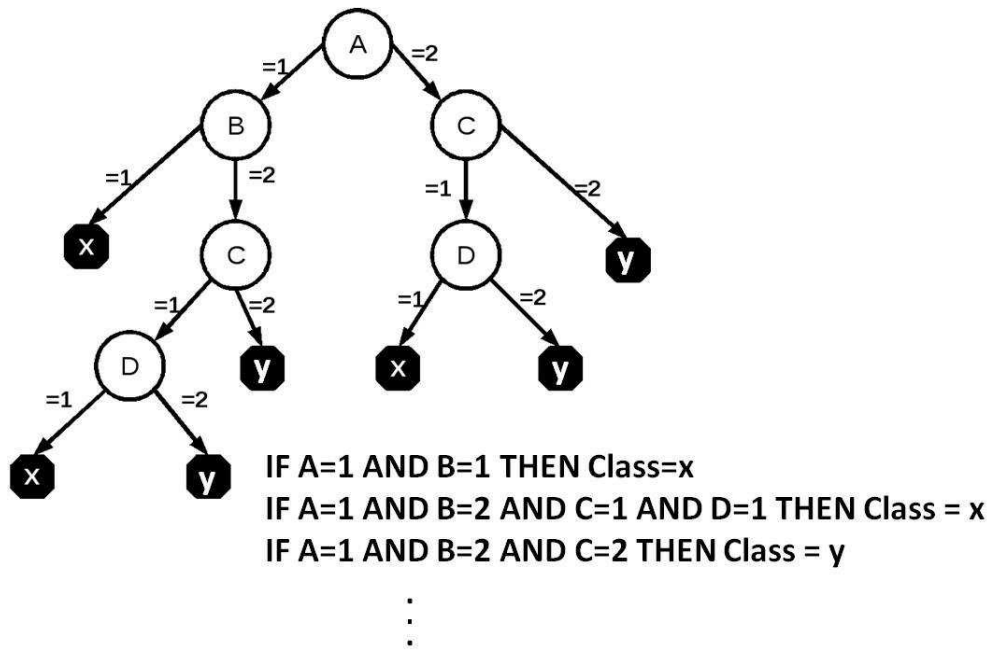 A
=1 =2
B C
=1 =2 =1 =2
x C D y
=1 =2 =1 =2
D y x y
=1 =2
x y
IF A=1 AND B=1 THEN Class=x
IF A=1 AND B=2 AND C=1 AND D=1 THEN Class = x
IF A=1 AND B=2 AND C=2 THEN Class = y
.
.
.